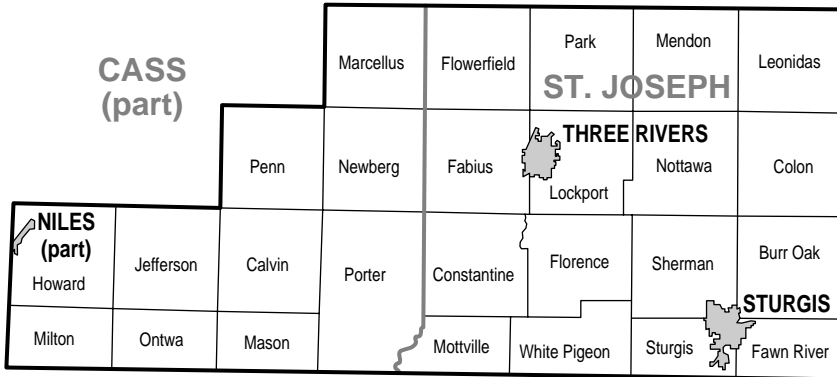 Park
Mendon
Marcellus
Flowerfield
Leonidas
CASS
(part)
ST. JOSEPH
THREE RIVERS
Penn
Newberg
Fabius
Nottawa
Colon
Lockport
NILES
(part)
Howard
Jefferson
Calvin
Porter
Constantine
Florence
Sherman
Burr Oak
STURGIS
Milton
Ontwa
Mason
Mottville
White Pigeon
Sturgis
Fawn River